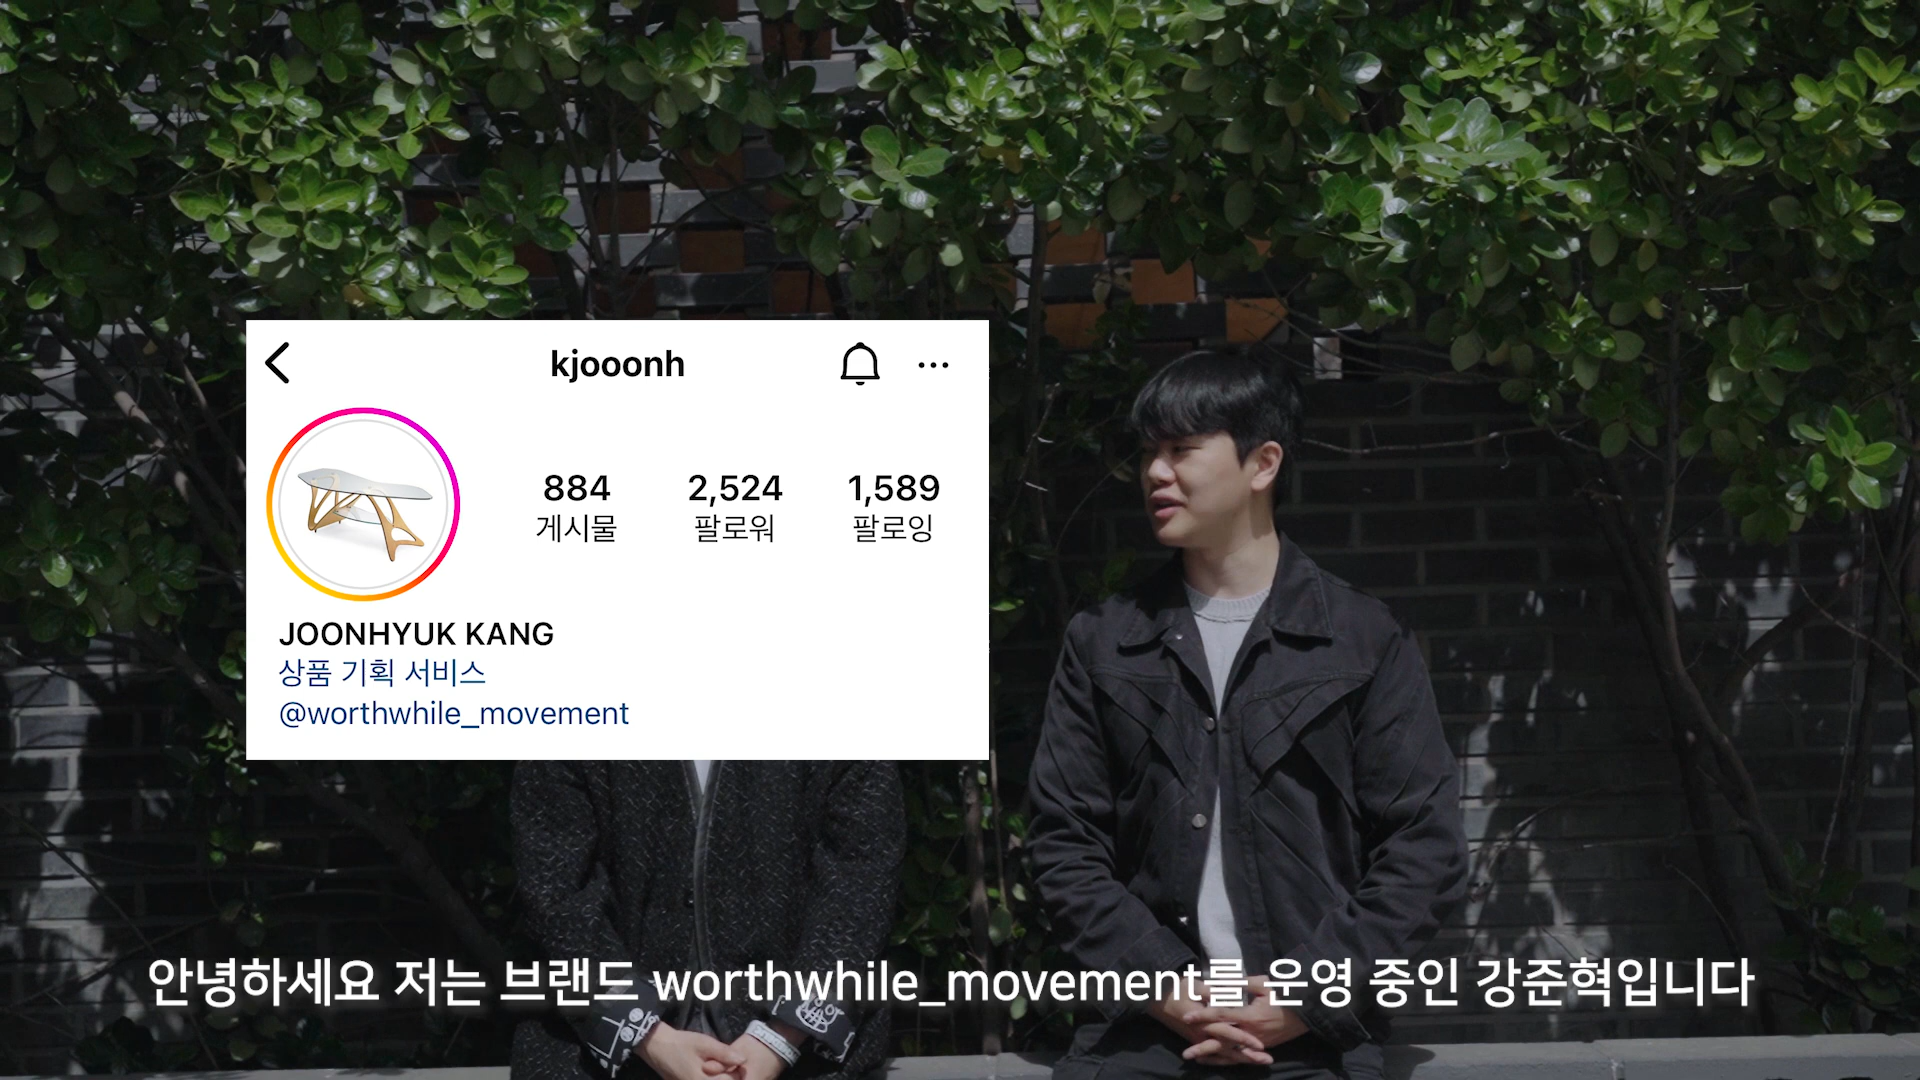 kjooonh
884
2,524
1,589
게시물
팔로워
팔로잉
JOONHYUK KANG
상품 기획 서비스
@worthwhile_movement
안녕하세요 저는 브랜드 worthwhile_movement를 운영 중인 강준혁입니다